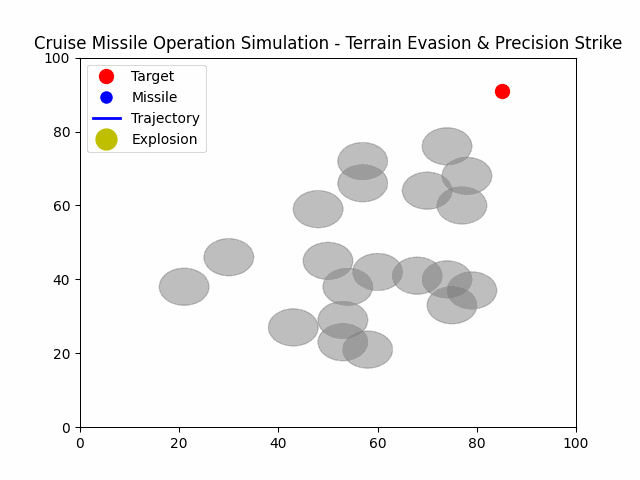 Cruise Missile Operation Simulation - Terrain Evasion & Precision Strike
100
Target
Missile
Trajectory
Explosion
80
60
40
20
0
0 20 40 60 80 100